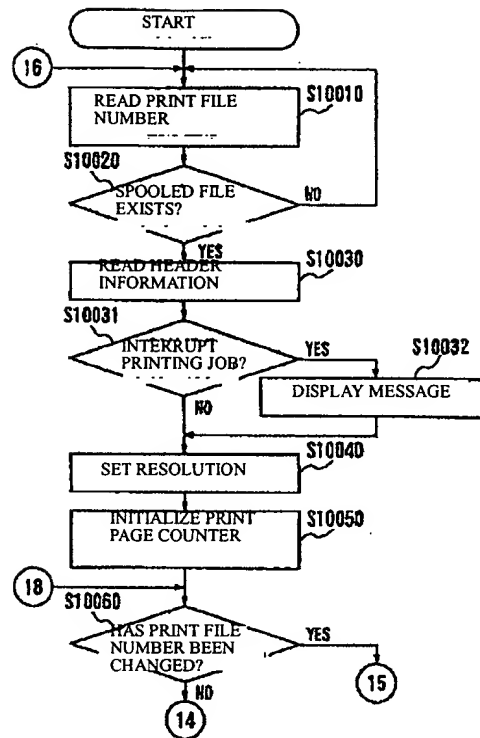 START
16
READ PRINT FILE
NUMBER
S10010
S10020
SPOOLED FILE
EXISTS?
NO
YES
READ HEADER
INFORMATION
S10030
S10031
INTERRUPT
PRINTING JOB?
YES
S10032
DISPLAY MESSAGE
NO
S10040
SET RESOLUTION
S10050
INITIALIZE PRINT
PAGE COUNTER
18
S10060
HAS PRINT FILE
NUMBER BEEN
CHANGED?
YES
15
NO
14